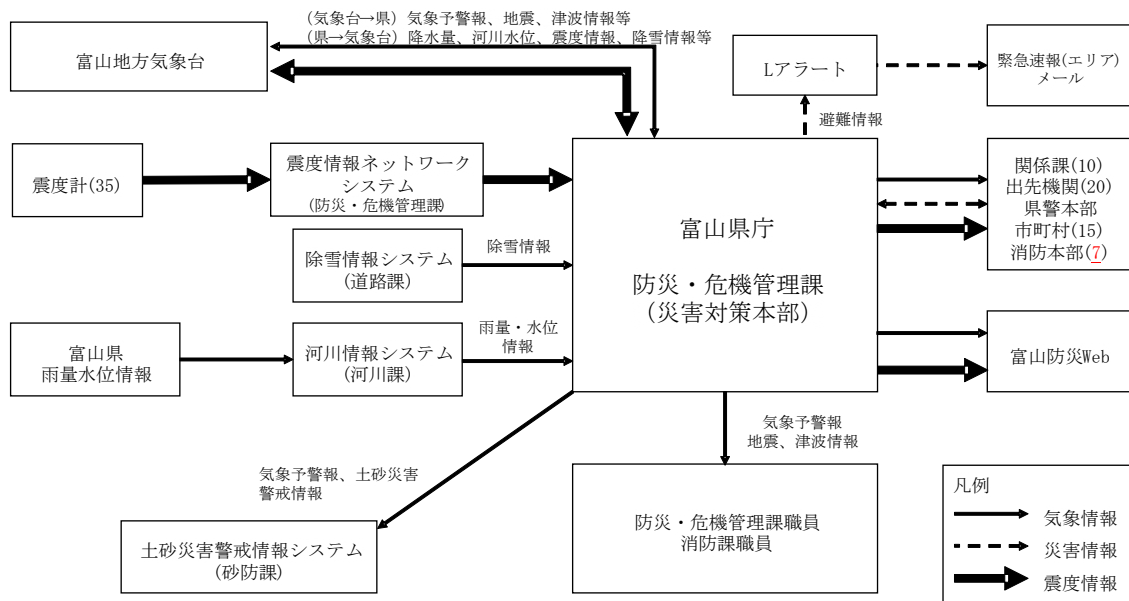 (気象台→県) 気象予警報、地震、津波情報等
(県→気象台) 降水量、河川水位、震度情報、降雪情報等
富山地方気象台
Lアラート
緊急速報(エリア)
メール
避難情報
震度計(35)
震度情報ネットワーク
システム
(防災・危機管理課)
関係課(10)
出先機関(20)
県警本部
市町村(15)
消防本部(7)
富山県庁
防災・危機管理課
(災害対策本部)
除雪情報システム
(道路課)
除雪情報
富山県
雨量水位情報
河川情報システム
(河川課)
雨量・水位
情報
富山防災Web
気象予警報
地震、津波情報
気象予警報、土砂災害
警戒情報
土砂災害警戒情報システム
(砂防課)
防災・危機管理課職員
消防課職員
凡例
気象情報
災害情報
震度情報